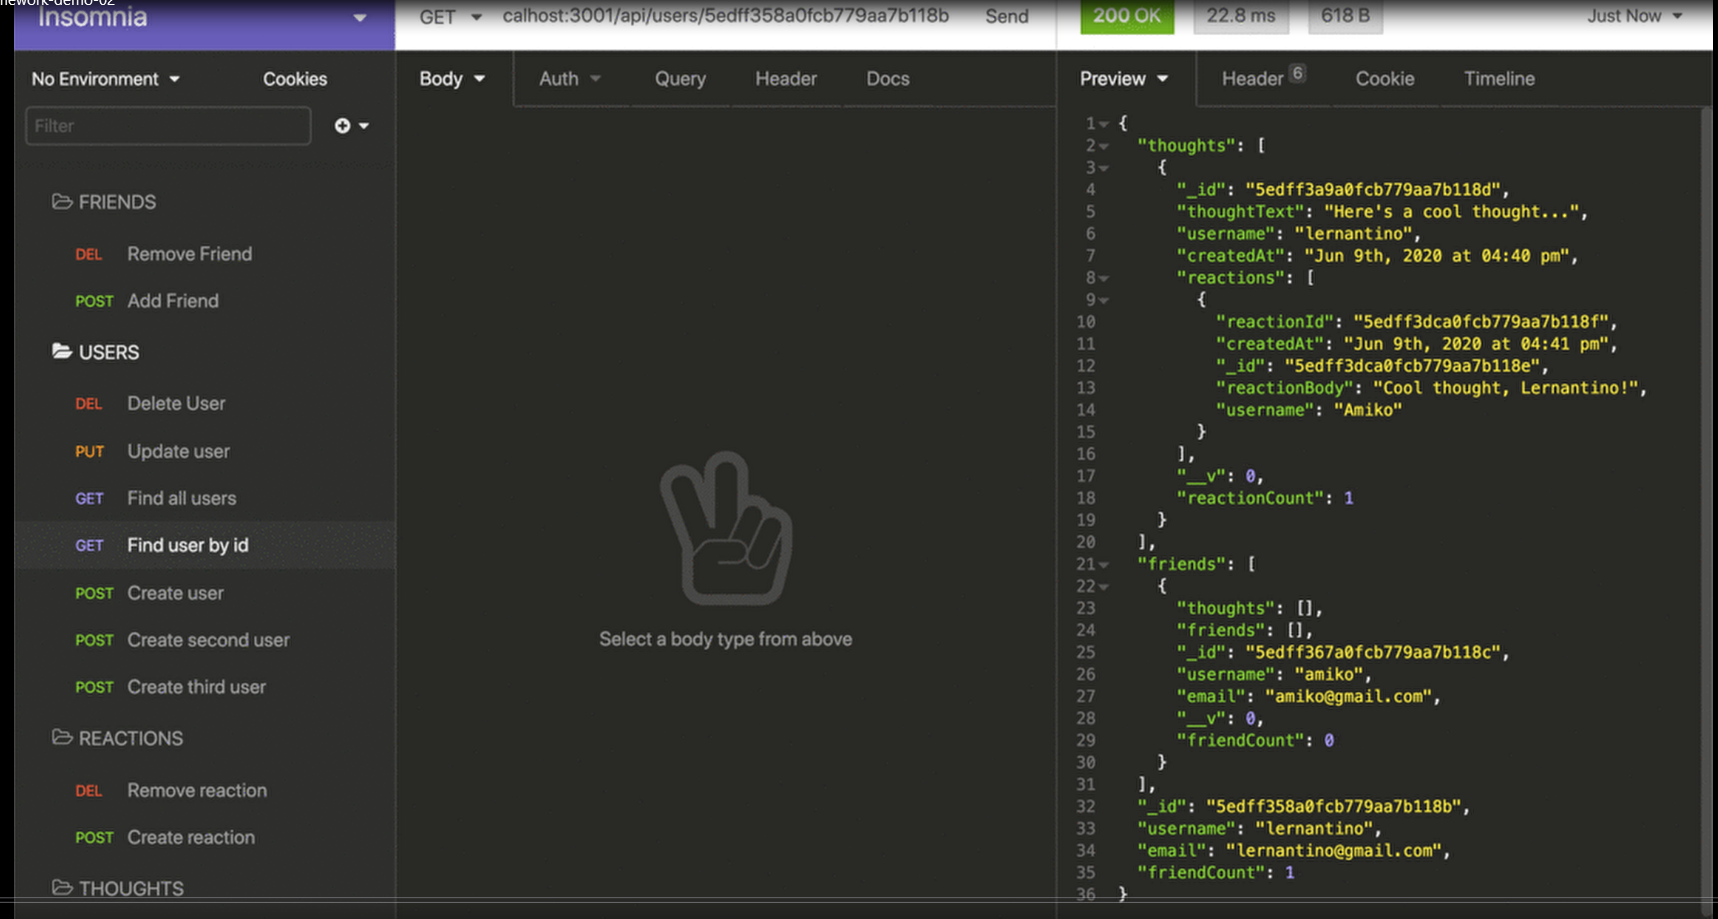 nework-demo-02
Insomnia
GET calhost:3001/api/users/5edff358a0fcb779aa7b118b Send
200 OK 22.8 ms 618 B Just Now
No Environment Cookies
Filter
FRIENDS
DEL Remove Friend
POST Add Friend
USERS
DEL Delete User
PUT Update user
GET Find all users
GET Find user by id
POST Create user
POST Create second user
POST Create third user
REACTIONS
DEL Remove reaction
POST Create reaction
THOUGHTS
Body Auth Query Header Docs
Select a body type from above
Preview Header 6 Cookie Timeline
1 {
2 "thoughts": [
3 {
4 "_id": "5edff3a9a0fcb779aa7b118d",
5 "thoughtText": "Here's a cool thought...",
6 "username": "lernantino",
7 "createdAt": "Jun 9th, 2020 at 04:40 pm",
8 "reactions": [
9 {
10 "reactionId": "5edff3dca0fcb779aa7b118f",
11 "createdAt": "Jun 9th, 2020 at 04:41 pm",
12 "_id": "5edff3dca0fcb779aa7b118e",
13 "reactionBody": "Cool thought, Lernantino!",
14 "username": "Amiko"
15 }
16 ],
17 "__v": 0,
18 "reactionCount": 1
19 }
20 ],
21 "friends": [
22 {
23 "thoughts": [],
24 "friends": [],
25 "_id": "5edff367a0fcb779aa7b118c",
26 "username": "amiko",
27 "email": "amiko@gmail.com",
28 "__v": 0,
29 "friendCount": 0
30 }
31 ],
32 "_id": "5edff358a0fcb779aa7b118b",
33 "username": "lernantino",
34 "email": "lernantino@gmail.com",
35 "friendCount": 1
36 }